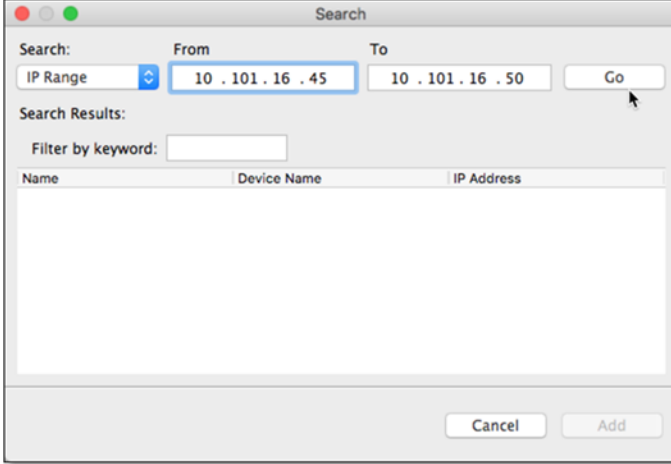 Search
Search: From To
IP Range 10 . 101 . 16 . 45 10 . 101 . 16 . 50 Go
Search Results:
Filter by keyword:
Name Device Name IP Address
Cancel Add